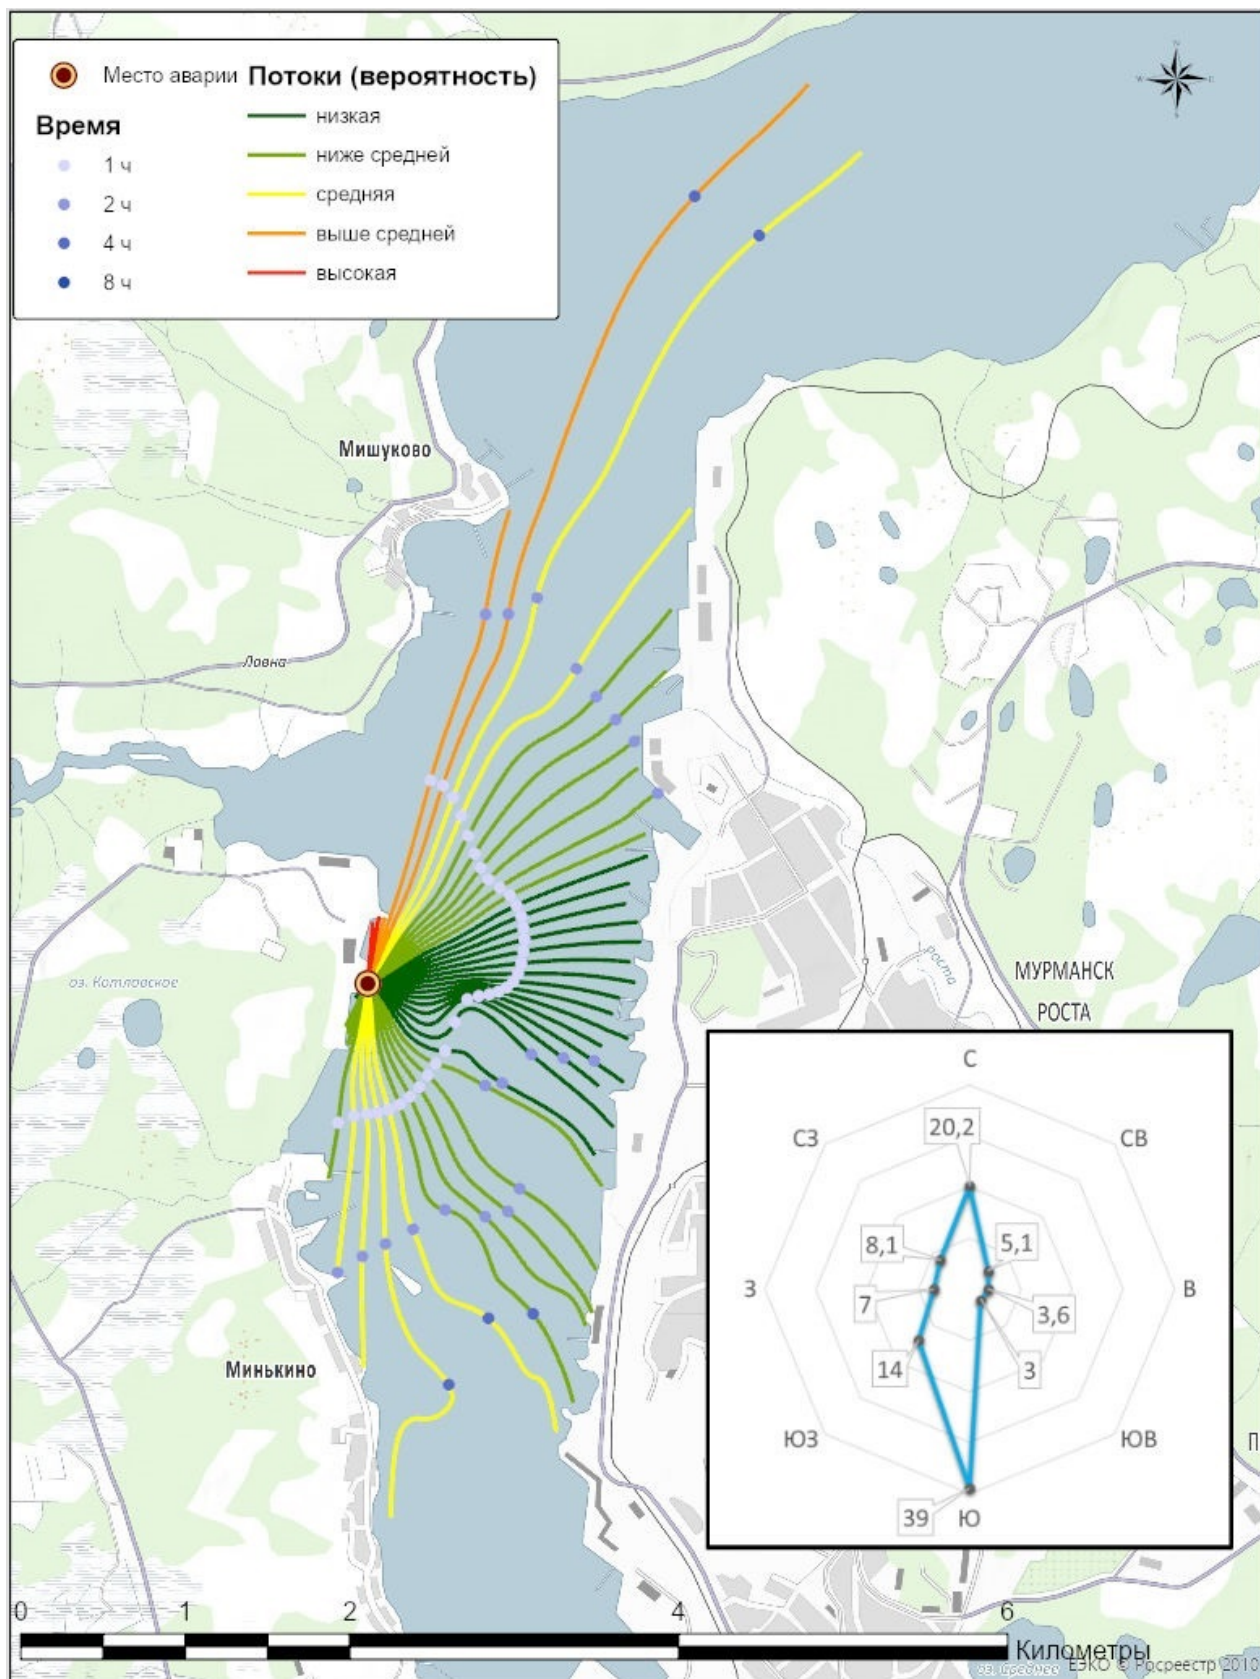 Место аварии
Потоки (вероятность)
Время
1 ч
2 ч
4 ч
8 ч
низкая
ниже средней
средняя
выше средней
высокая
Мишуково
Лавна
оз. Котловское
Роста
МУРМАНСК
РОСТА
Минькино
С
СВ
В
ЮВ
Ю
ЮЗ
З
СЗ
20,2
5,1
3,6
3
39
14
7
8,1
П
0
1
2
4
6
Километры
оз. Среднее
ЕЭКО © Росреестр